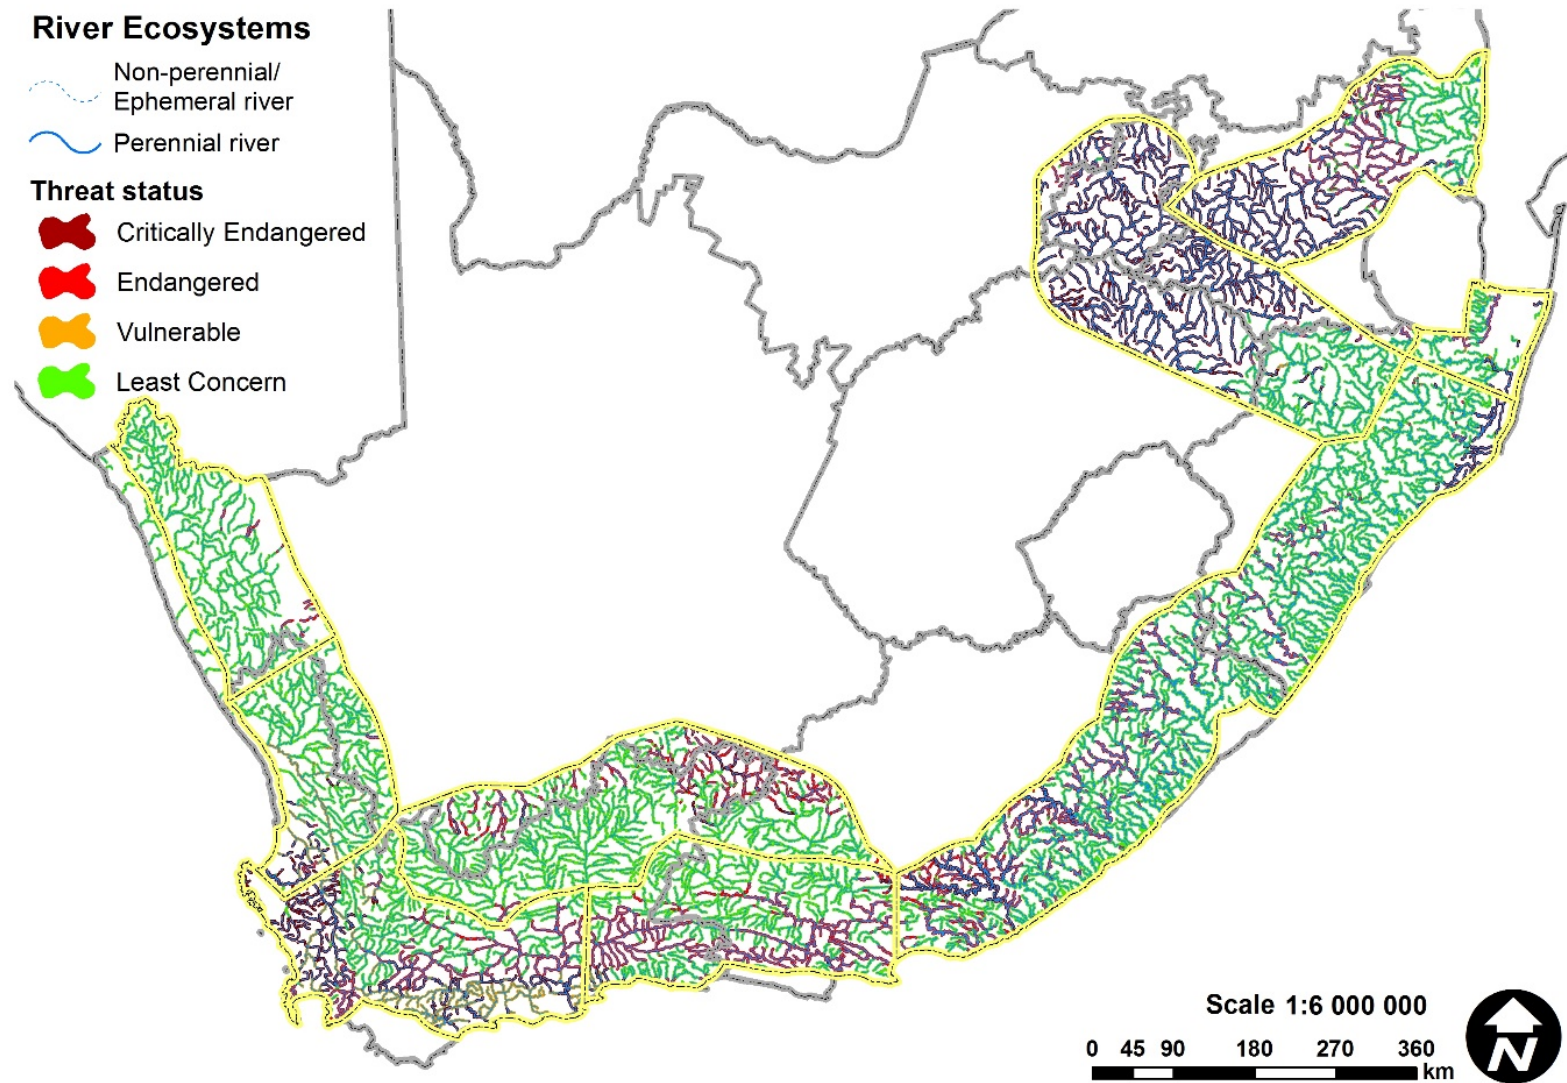 River Ecosystems
Non-perennial/
Ephemeral river
Perennial river
Threat status
Critically Endangered
Endangered
Vulnerable
Least Concern
Scale 1:6 000 000
0 45 90 180 270 360
km
N